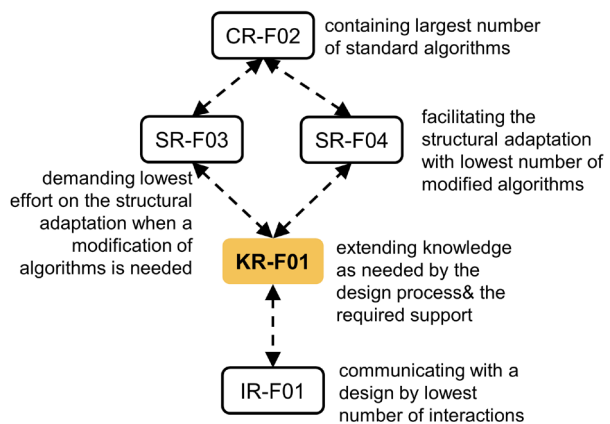 CR-F02
containing largest number
of standard algorithms
SR-F03
SR-F04
facilitating the
structural adaptation
with lowest number of
modified algorithms
demanding lowest
effort on the structural
adaptation when a
modification of
algorithms is needed
KR-F01
extending knowledge
as needed by the
design process& the
required support
IR-F01
communicating with a
design by lowest
number of interactions